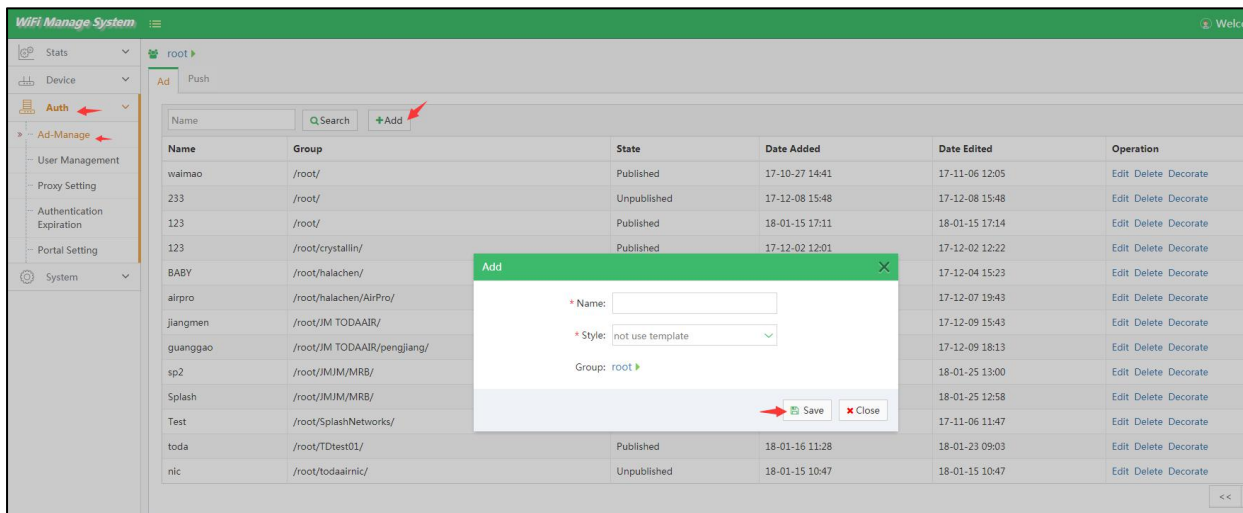 WiFi Manage System
Stats
Device
Auth
Ad-Manage
User Management
Proxy Setting
Authentication
Expiration
Portal Setting
System
root
Ad Push
Name Search +Add
Name Group State Date Added Date Edited Operation
waimao /root/ Published 17-10-27 14:41 17-11-06 12:05 Edit Delete Decorate
233 /root/ Unpublished 17-12-08 15:48 17-12-08 15:48 Edit Delete Decorate
123 /root/ Published 18-01-15 17:11 18-01-15 17:14 Edit Delete Decorate
123 /root/crystallin/ Published 17-12-02 12:01 17-12-02 12:22 Edit Delete Decorate
BABY /root/halachen/ 17-12-04 15:23 Edit Delete Decorate
airpro /root/halachen/AirPro/ 17-12-07 19:43 Edit Delete Decorate
jiangmen /root/JM TODAAIR/ 17-12-09 15:43 Edit Delete Decorate
guanggao /root/JM TODAAIR/pengjiang/ 17-12-09 18:13 Edit Delete Decorate
sp2 /root/JMJM/MRB/ 18-01-25 13:00 Edit Delete Decorate
Splash /root/JMJM/MRB/ 18-01-25 12:58 Edit Delete Decorate
Test /root/SplashNetworks/ 17-11-06 11:47 Edit Delete Decorate
toda /root/TDtest01/ Published 18-01-16 11:28 18-01-23 09:03 Edit Delete Decorate
nic /root/todaairnic/ Unpublished 18-01-15 10:47 18-01-15 10:47 Edit Delete Decorate
<<
Add
* Name:
* Style: not use template
Group: root
Save Close